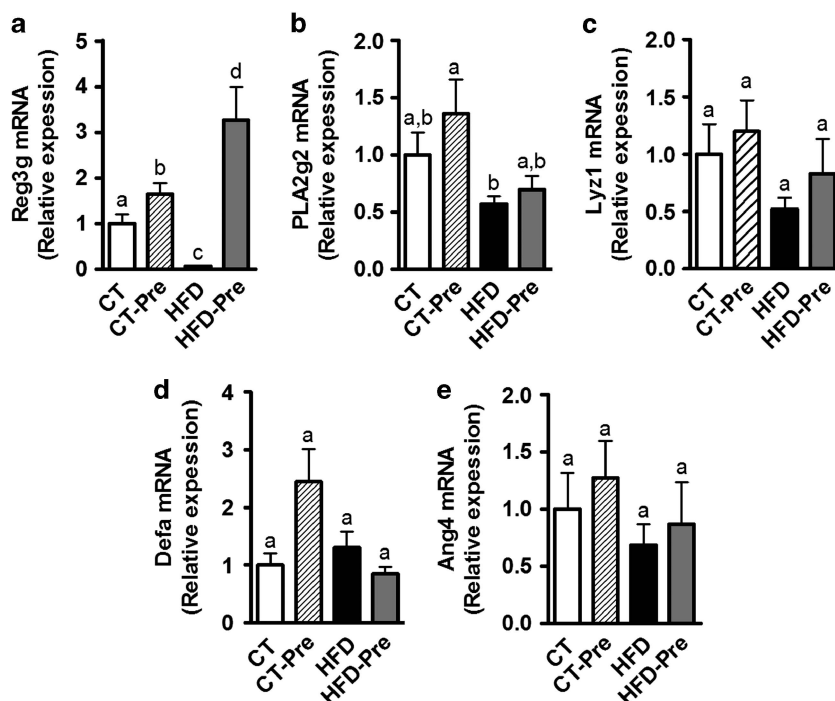 a
Reg3g mRNA
(Relative expession)
5
4
3
2
1
0
a
b
c
d
CT
CT-Pre
HFD
HFD-Pre
b
PLA2g2 mRNA
(Relative expession)
2.0
1.5
1.0
0.5
0.0
a,b
a
b
a,b
CT
CT-Pre
HFD
HFD-Pre
c
Lyz1 mRNA
(Relative expession)
2.0
1.5
1.0
0.5
0.0
a
a
a
a
CT
CT-Pre
HFD
HFD-Pre
d
Defa mRNA
(Relative expession)
4
3
2
1
0
a
a
a
a
CT
CT-Pre
HFD
HFD-Pre
e
Ang4 mRNA
(Relative expession)
2.0
1.5
1.0
0.5
0.0
a
a
a
a
CT
CT-Pre
HFD
HFD-Pre